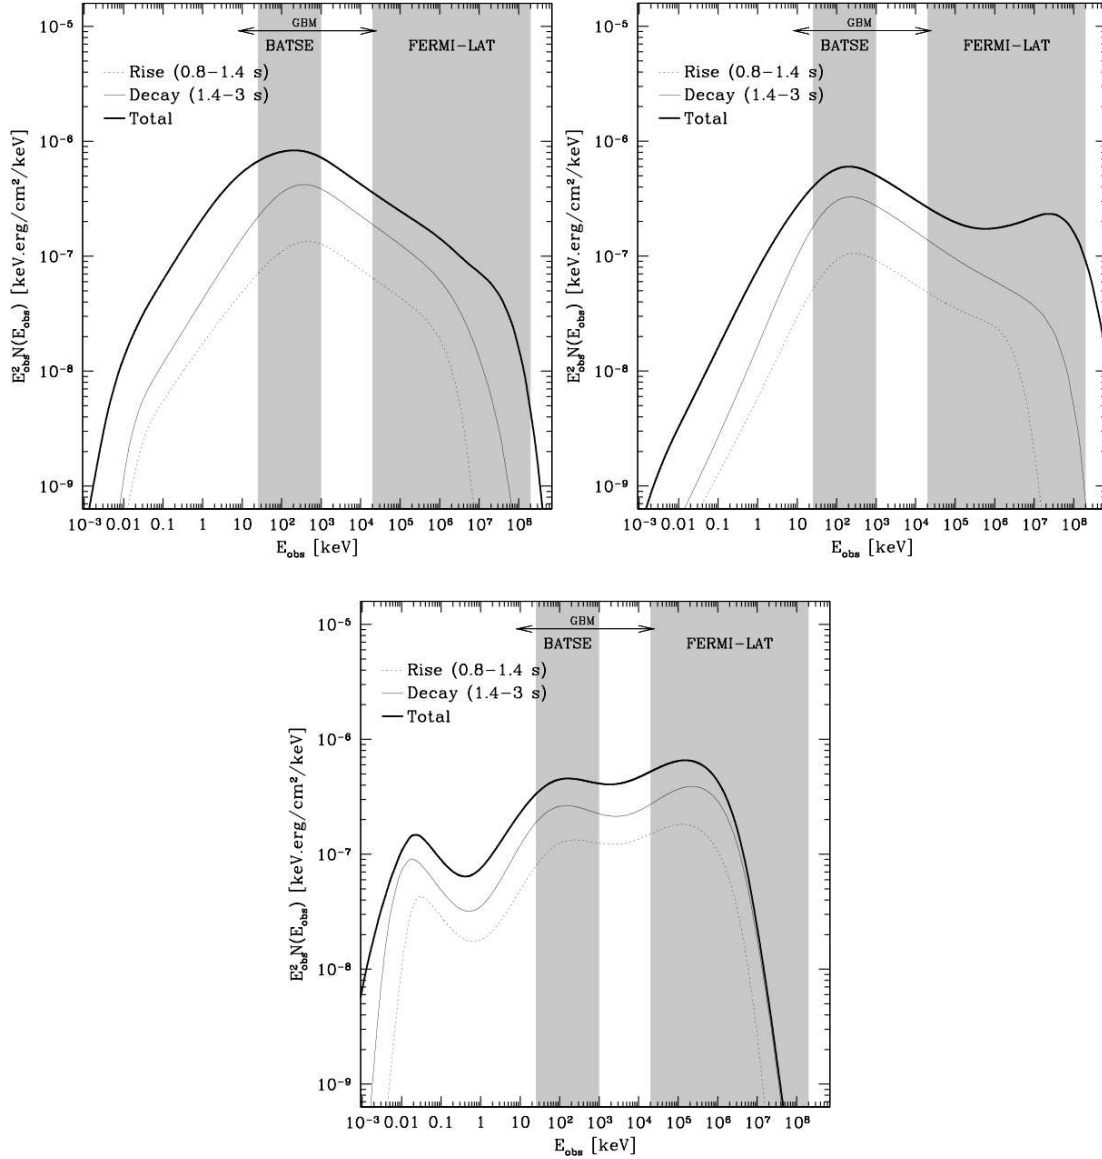 GBM
BATSE FERMI-LAT
Rise (0.8-1.4 s)
Decay (1.4-3 s)
Total
10⁻⁵
10⁻⁶
10⁻⁷
10⁻⁸
10⁻⁹
E²obs N(Eobs) [keV.erg/cm²/keV]
10⁻³ 0.01 0.1 1 10 10² 10³ 10⁴ 10⁵ 10⁶ 10⁷ 10⁸
Eobs [keV]
GBM
BATSE FERMI-LAT
Rise (0.8-1.4 s)
Decay (1.4-3 s)
Total
10⁻⁵
10⁻⁶
10⁻⁷
10⁻⁸
10⁻⁹
E²obs N(Eobs) [keV.erg/cm²/keV]
10⁻³ 0.01 0.1 1 10 10² 10³ 10⁴ 10⁵ 10⁶ 10⁷ 10⁸
Eobs [keV]
GBM
BATSE FERMI-LAT
Rise (0.8-1.4 s)
Decay (1.4-3 s)
Total
10⁻⁵
10⁻⁶
10⁻⁷
10⁻⁸
10⁻⁹
E²obs N(Eobs) [keV.erg/cm²/keV]
10⁻³ 0.01 0.1 1 10 10² 10³ 10⁴ 10⁵ 10⁶ 10⁷ 10⁸
Eobs [keV]